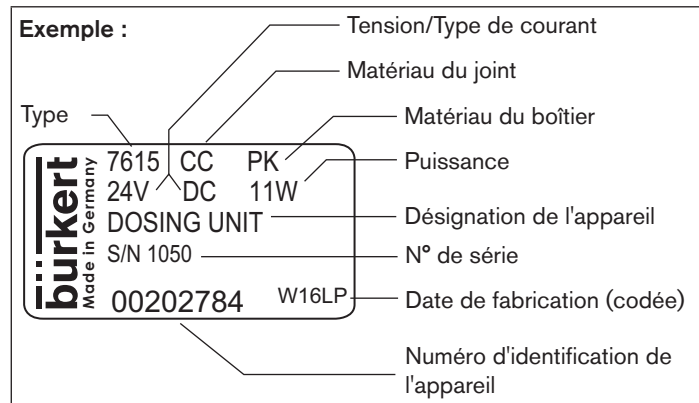 Exemple :
Tension/Type de courant
Matériau du joint
Type
Matériau du boîtier
7615 CC PK
Puissance
24V DC 11W
DOSING UNIT
Désignation de l'appareil
S/N 1050
N° de série
00202784
W16LP
Date de fabrication (codée)
bürkert
Made in Germany
Numéro d'identification de
l'appareil